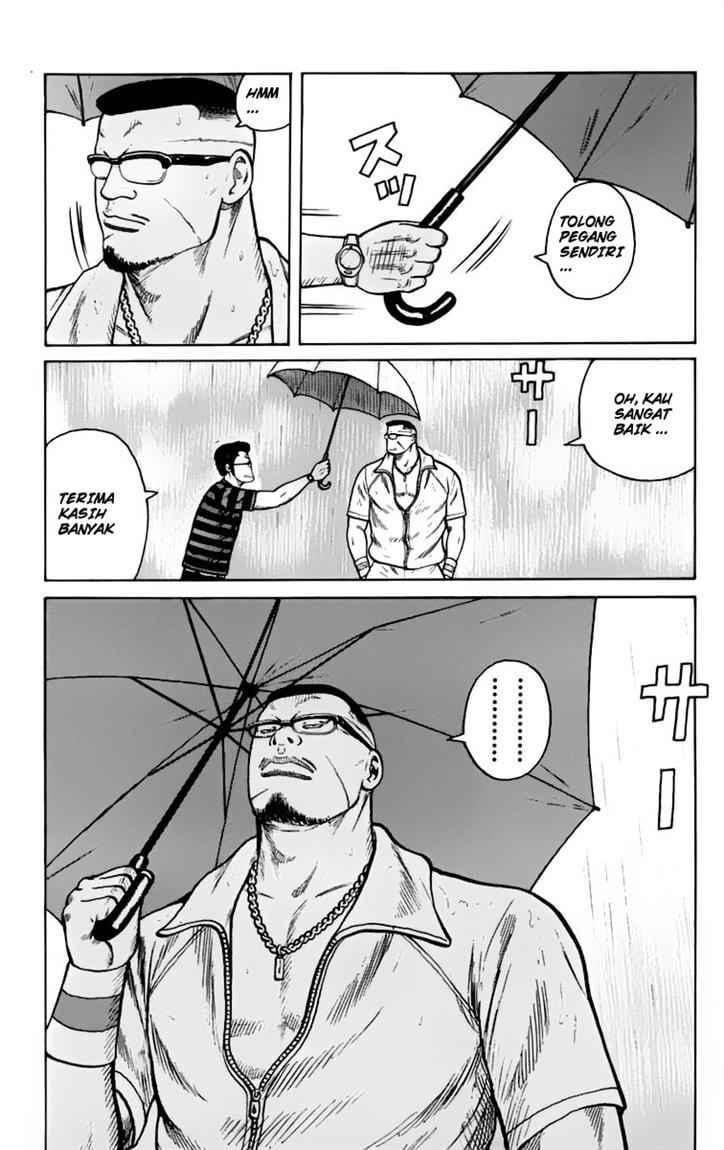 スッ
TOLONG
PEGANG
SENDIRI
...
HMM
...
サー
OH, KAU
SANGAT
BAIK ...
TERIMA
KASIH
BANYAK
サー